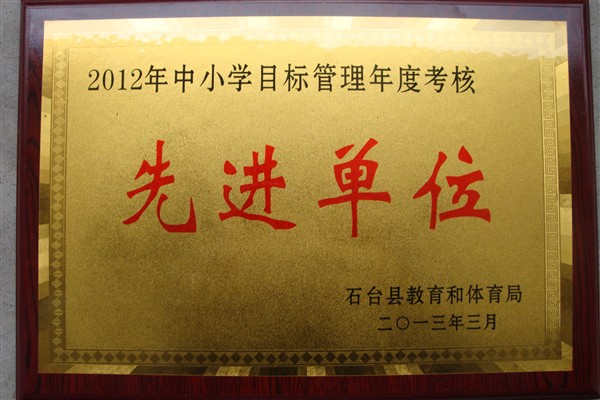 2012年中小学目标管理年度考核
先进单位
石台县教育和体育局
二〇一三年三月